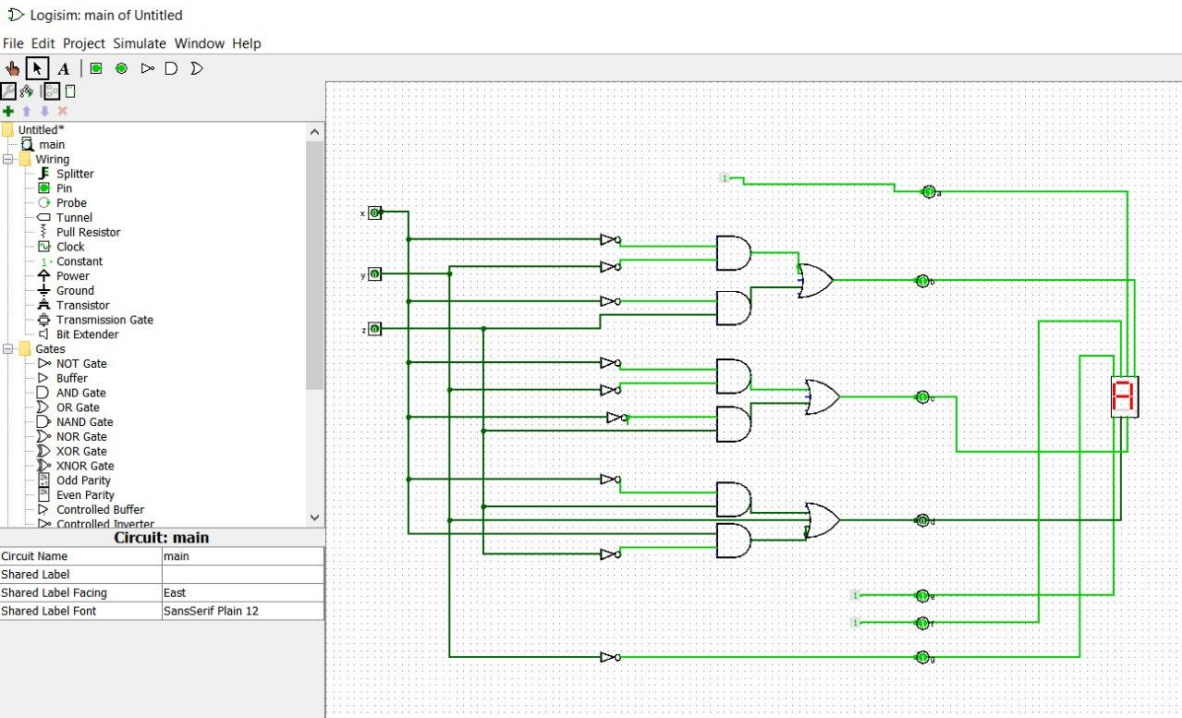 Logisim: main of Untitled
File Edit Project Simulate Window Help
A
Untitled*
main
Wiring
Splitter
Pin
Probe
Tunnel
Pull Resistor
Clock
Constant
Power
Ground
Transistor
Transmission Gate
Bit Extender
Gates
NOT Gate
Buffer
AND Gate
OR Gate
NAND Gate
NOR Gate
XOR Gate
XNOR Gate
Odd Parity
Even Parity
Controlled Buffer
Controlled Inverter
Circuit: main
Circuit Name main
Shared Label
Shared Label Facing East
Shared Label Font SansSerif Plain 12
1
a
x 0
y 0
b
z 0
c
d
1 e
1 f
g